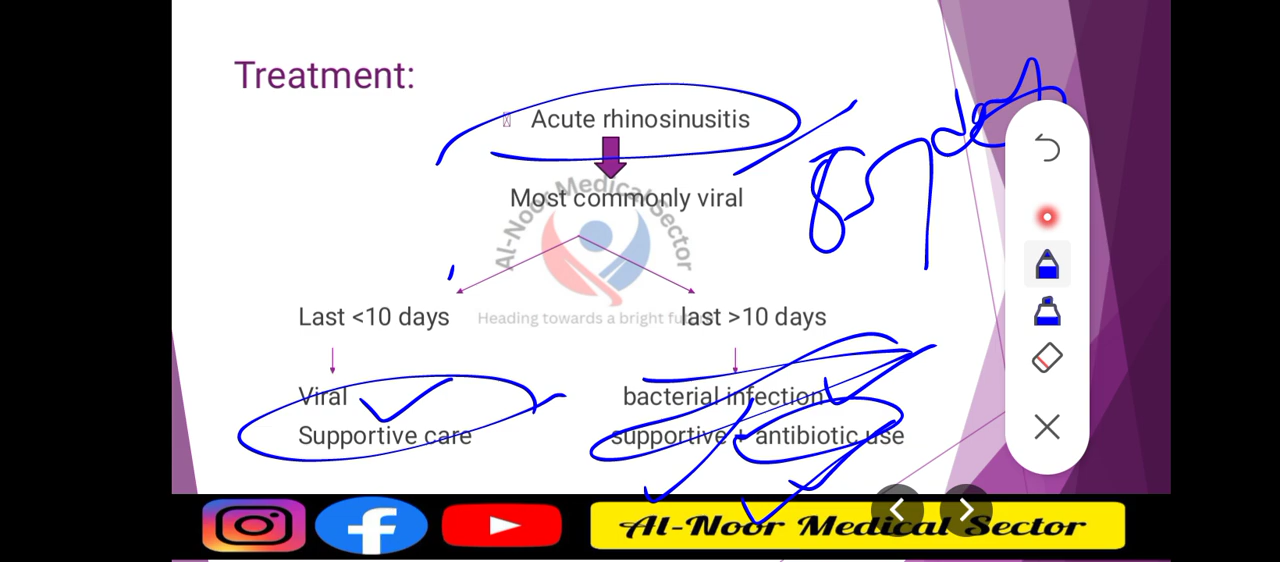 Treatment:
Acute rhinosinusitis
Most commonly viral
Al-Noor Medical Sector
Heading towards a bright fu
Last <10 days
last >10 days
Viral
Supportive care
bacterial infection
supportive + antibiotic use
Al-Noor Medical Sector